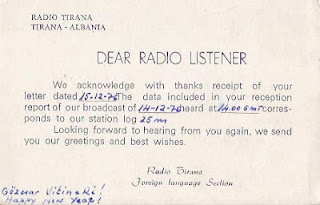 RADIO TIRANA
TIRANA - ALBANIA
DEAR RADIO LISTENER
We acknowledge with thanks receipt of your
letter dated 15-12-76 The data included in your reception
report of our broadcast of 14-12-76 heard at 14.00 GMT corres-
ponds to our station log 25m
Looking forward to hearing from you again, we send
you our greetings and best wishes.
Radio Tirana
Foreign language Section
Gëzuar Vitin e Ri!
Happy New Year!